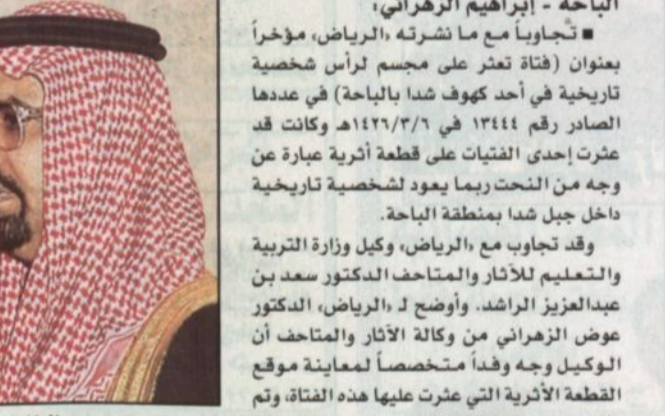 الباحة - إبراهيم الزهراني:
■ تجاوباً مع ما نشرته «الرياض» مؤخراً
بعنوان (فتاة تعثر على مجسم لرأس شخصية
تاريخية في أحد كهوف شدا بالباحة) في عددها
الصادر رقم ١٣٤٤٤ في ١٤٢٦/٣/٦هـ وكانت قد
عثرت إحدى الفتيات على قطعة أثرية عبارة عن
وجه من النحت ربما يعود لشخصية تاريخية
داخل جبل شدا بمنطقة الباحة.
وقد تجاوب مع «الرياض» وكيل وزارة التربية
والتعليم للآثار والمتاحف الدكتور سعد بن
عبدالعزيز الراشد. وأوضح لـ «الرياض» الدكتور
عوض الزهراني من وكالة الآثار والمتاحف أن
الوكيل وجه وفداً متخصصاً لمعاينة موقع
القطعة الأثرية التي عثرت عليها هذه الفتاة، وتم